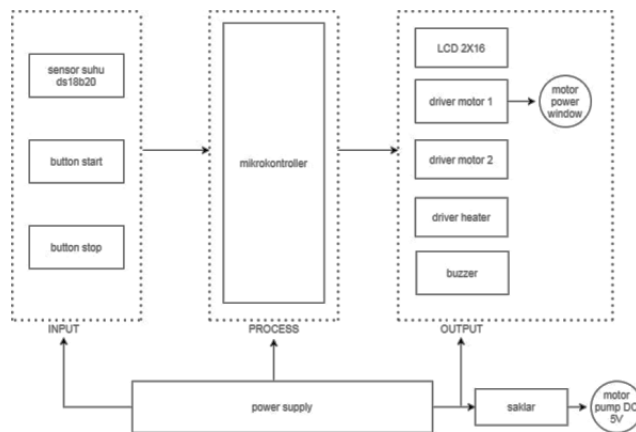 sensor suhu
ds18b20
button start
button stop
INPUT
mikrokontroller
PROCESS
LCD 2X16
driver motor 1
motor
power
window
driver motor 2
driver heater
buzzer
OUTPUT
power supply
saklar
motor
pump DC
5V